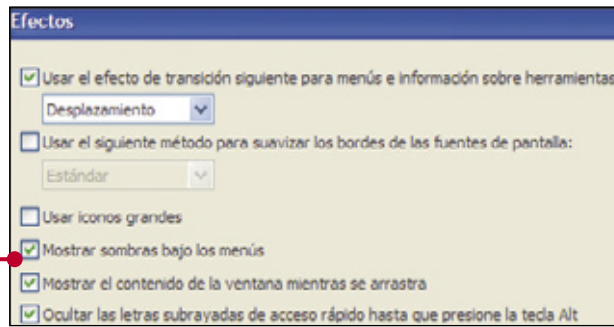 Efectos
Usar el efecto de transición siguiente para menús e información sobre herramientas
Desplazamiento
Usar el siguiente método para suavizar los bordes de las fuentes de pantalla:
Estándar
Usar iconos grandes
Mostrar sombras bajo los menús
Mostrar el contenido de la ventana mientras se arrastra
Ocultar las letras subrayadas de acceso rápido hasta que presione la tecla Alt